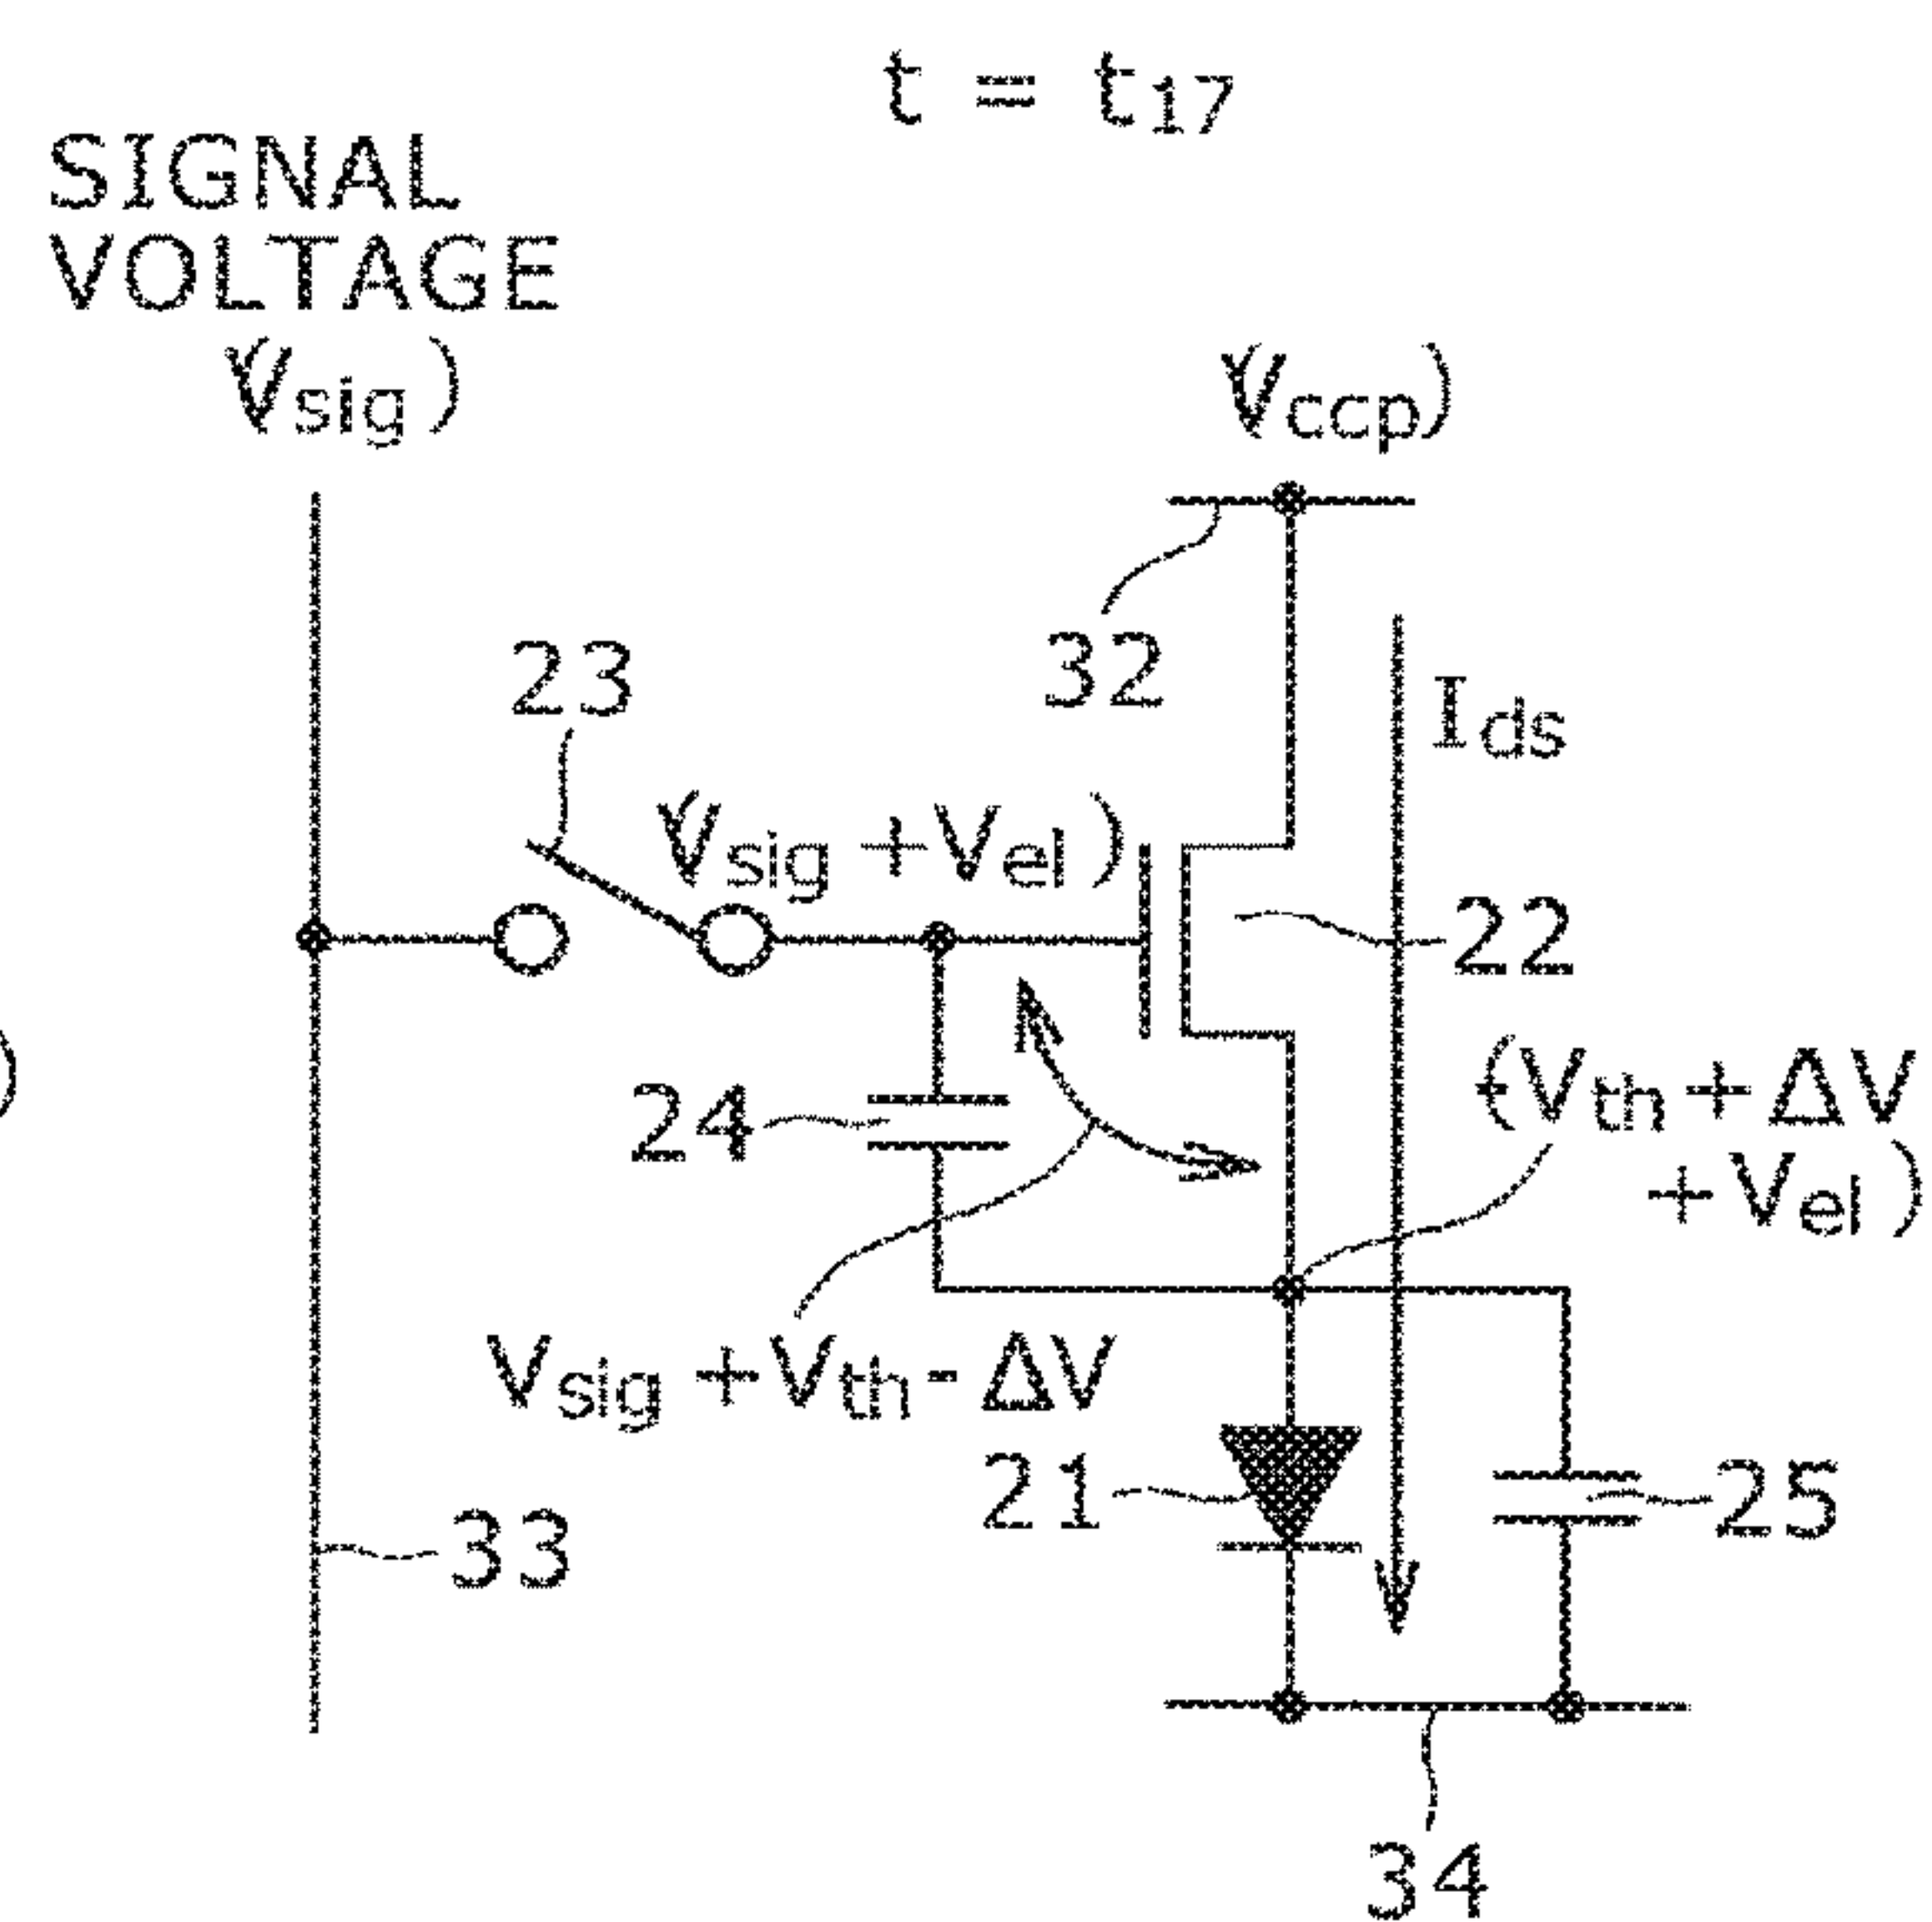 t = t17
SIGNAL
VOLTAGE
(Vsig)
(Vccp)
32
Ids
23
(Vsig+Vel)
22
)
24
(-Vth+ΔV
+Vel)
Vsig+Vth-ΔV
21
25
33
34